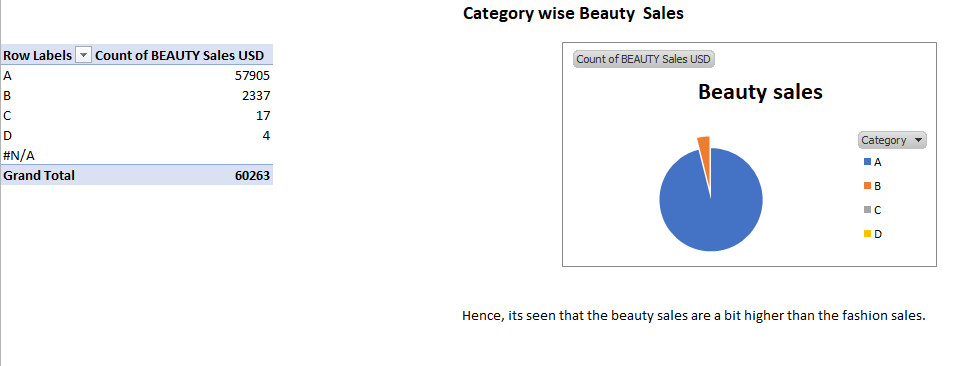 Category wise Beauty  Sales
Row Labels Count of BEAUTY Sales USD
A 57905
B 2337
C 17
D 4
#N/A
Grand Total 60263
Count of BEAUTY Sales USD
Beauty sales
Category
A
B
C
D
Hence, its seen that the beauty sales are a bit higher than the fashion sales.